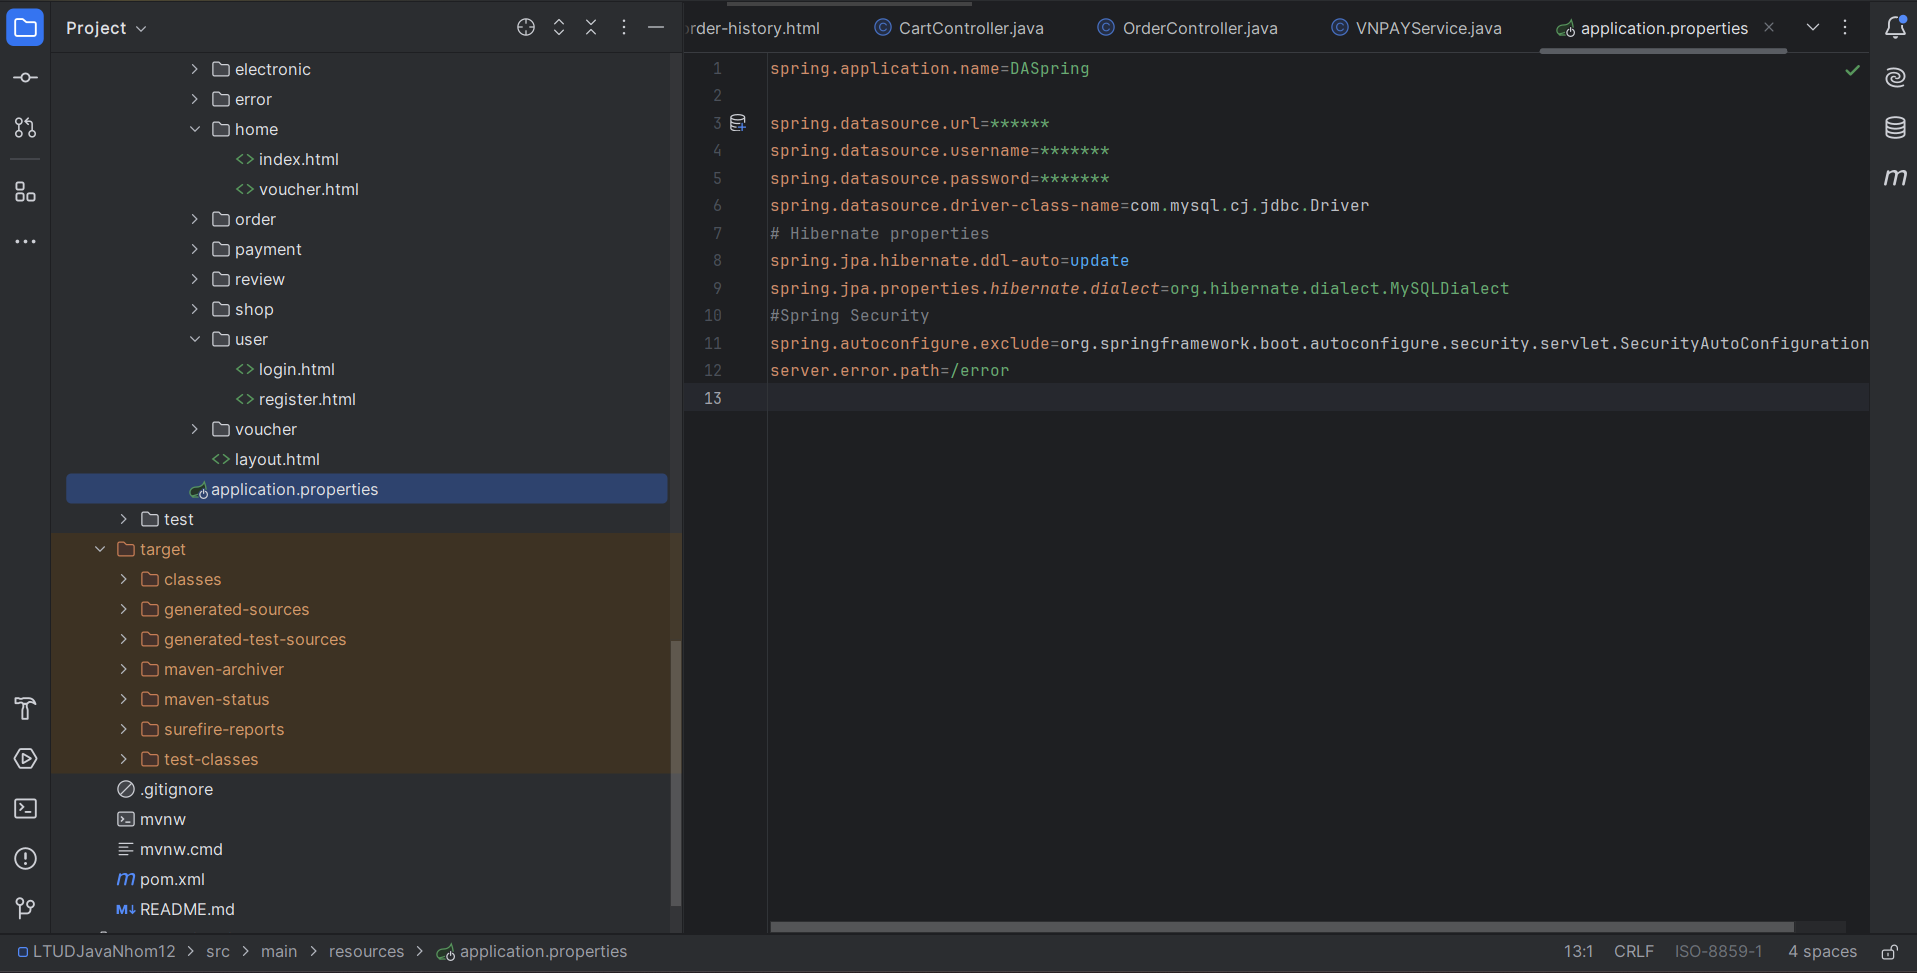 Project
electronic
error
home
index.html
voucher.html
order
payment
review
shop
user
login.html
register.html
voucher
layout.html
application.properties
test
target
classes
generated-sources
generated-test-sources
maven-archiver
maven-status
surefire-reports
test-classes
.gitignore
mvnw
mvnw.cmd
m pom.xml
M↓ README.md
rder-history.html
CartController.java
OrderController.java
VNPAYService.java
application.properties
1 spring.application.name=DASpring
2
3 spring.datasource.url=******
4 spring.datasource.username=*******
5 spring.datasource.password=*******
6 spring.datasource.driver-class-name=com.mysql.cj.jdbc.Driver
7 # Hibernate properties
8 spring.jpa.hibernate.ddl-auto=update
9 spring.jpa.properties.hibernate.dialect=org.hibernate.dialect.MySQLDialect
10 #Spring Security
11 spring.autoconfigure.exclude=org.springframework.boot.autoconfigure.security.servlet.SecurityAutoConfiguration
12 server.error.path=/error
13
m
LTUDJavaNhom12 > src > main > resources > application.properties
13:1 CRLF ISO-8859-1 4 spaces